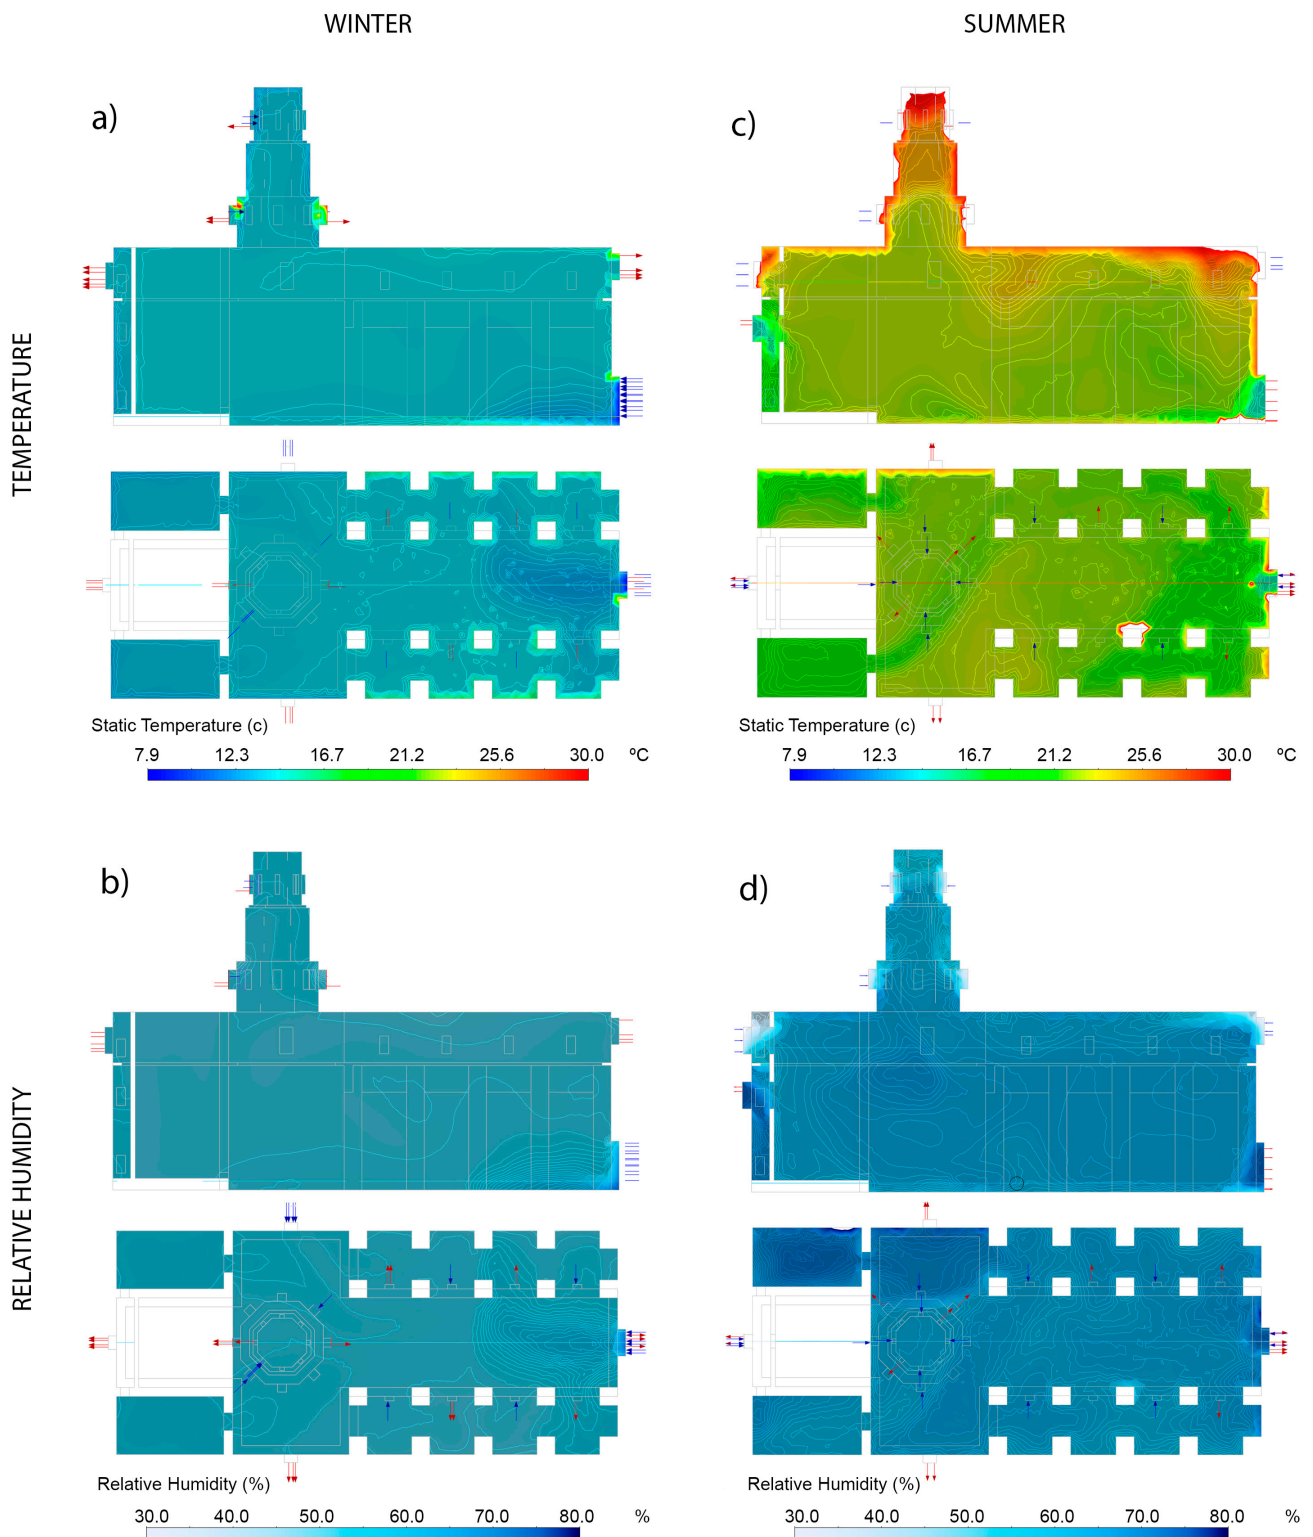 WINTER
SUMMER
a)
c)
TEMPERATURE
Static Temperature (c)
7.9 12.3 16.7 21.2 25.6 30.0 ºC
Static Temperature (c)
7.9 12.3 16.7 21.2 25.6 30.0 ºC
b)
d)
RELATIVE HUMIDITY
Relative Humidity (%)
30.0 40.0 50.0 60.0 70.0 80.0 %
Relative Humidity (%)
30.0 40.0 50.0 60.0 70.0 80.0 %